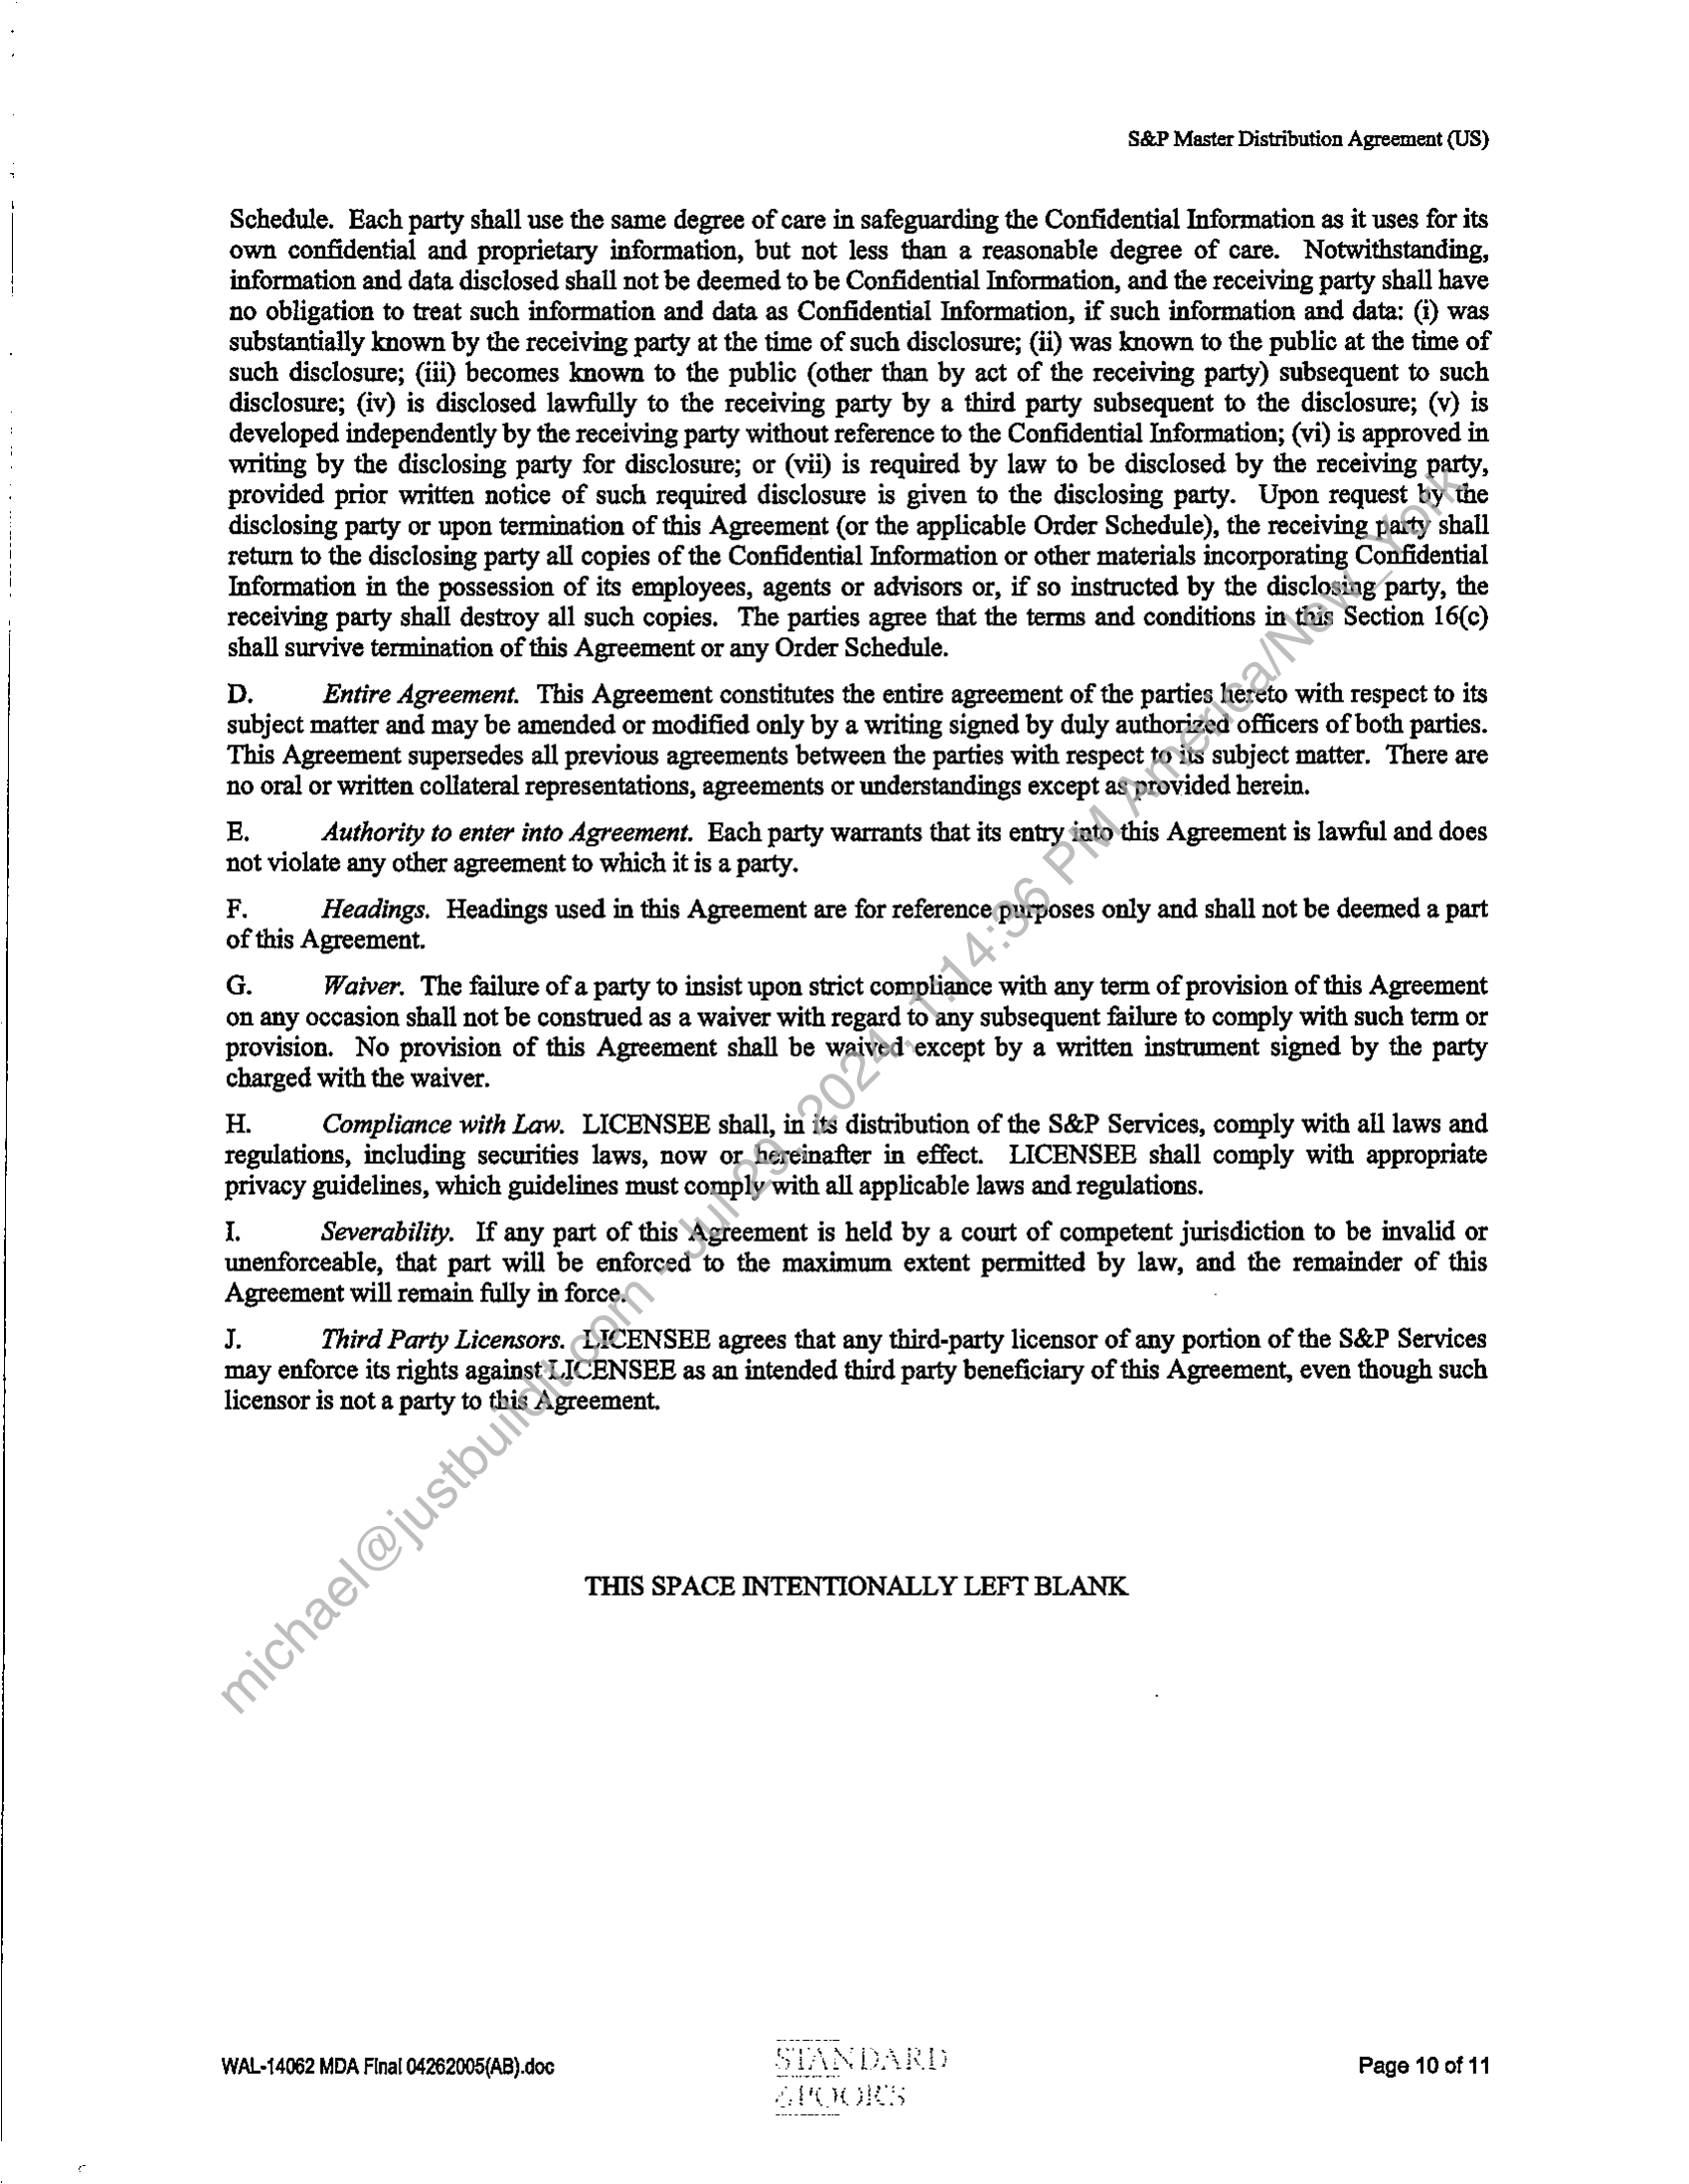 S&P Master Distribution Agreement (US)
Schedule. Each party shall use the same degree of care in safeguarding the Confidential Information as it uses for its
own confidential and proprietary information, but not less than a reasonable degree of care. Notwithstanding,
information and data disclosed shall not be deemed to be Confidential Information, and the receiving party shall have
no obligation to treat such information and data as Confidential Information, if such information and data: (i) was
substantially known by the receiving party at the time of such disclosure; (ii) was known to the public at the time of
such disclosure; (iii) becomes known to the public (other than by act of the receiving party) subsequent to such
disclosure; (iv) is disclosed lawfully to the receiving party by a third party subsequent to the disclosure; (v) is
developed independently by the receiving party without reference to the Confidential Information; (vi) is approved in
writing by the disclosing party for disclosure; or (vii) is required by law to be disclosed by the receiving party,
provided prior written notice of such required disclosure is given to the disclosing party. Upon request by the
disclosing party or upon termination of this Agreement (or the applicable Order Schedule), the receiving party shall
return to the disclosing party all copies of the Confidential Information or other materials incorporating Confidential
Information in the possession of its employees, agents or advisors or, if so instructed by the disclosing party, the
receiving party shall destroy all such copies. The parties agree that the terms and conditions in this Section 16(c)
shall survive termination of this Agreement or any Order Schedule.
D. Entire Agreement. This Agreement constitutes the entire agreement of the parties hereto with respect to its
subject matter and may be amended or modified only by a writing signed by duly authorized officers of both parties.
This Agreement supersedes all previous agreements between the parties with respect to its subject matter. There are
no oral or written collateral representations, agreements or understandings except as provided herein.
E. Authority to enter into Agreement. Each party warrants that its entry into this Agreement is lawful and does
not violate any other agreement to which it is a party.
F. Headings. Headings used in this Agreement are for reference purposes only and shall not be deemed a part
of this Agreement.
G. Waiver. The failure of a party to insist upon strict compliance with any term of provision of this Agreement
on any occasion shall not be construed as a waiver with regard to any subsequent failure to comply with such term or
provision. No provision of this Agreement shall be waived except by a written instrument signed by the party
charged with the waiver.
H. Compliance with Law. LICENSEE shall, in its distribution of the S&P Services, comply with all laws and
regulations, including securities laws, now or hereinafter in effect. LICENSEE shall comply with appropriate
privacy guidelines, which guidelines must comply with all applicable laws and regulations.
I. Severability. If any part of this Agreement is held by a court of competent jurisdiction to be invalid or
unenforceable, that part will be enforced to the maximum extent permitted by law, and the remainder of this
Agreement will remain fully in force.
J. Third Party Licensors. LICENSEE agrees that any third-party licensor of any portion of the S&P Services
may enforce its rights against LICENSEE as an intended third party beneficiary of this Agreement, even though such
licensor is not a party to this Agreement.
THIS SPACE INTENTIONALLY LEFT BLANK
michael@justbuildit.com - Jul 29, 2024, 1:14:36 PM America/New_York
WAL-14062 MDA Final 04262005(AB).doc
STANDARD
&POOR'S
Page 10 of 11